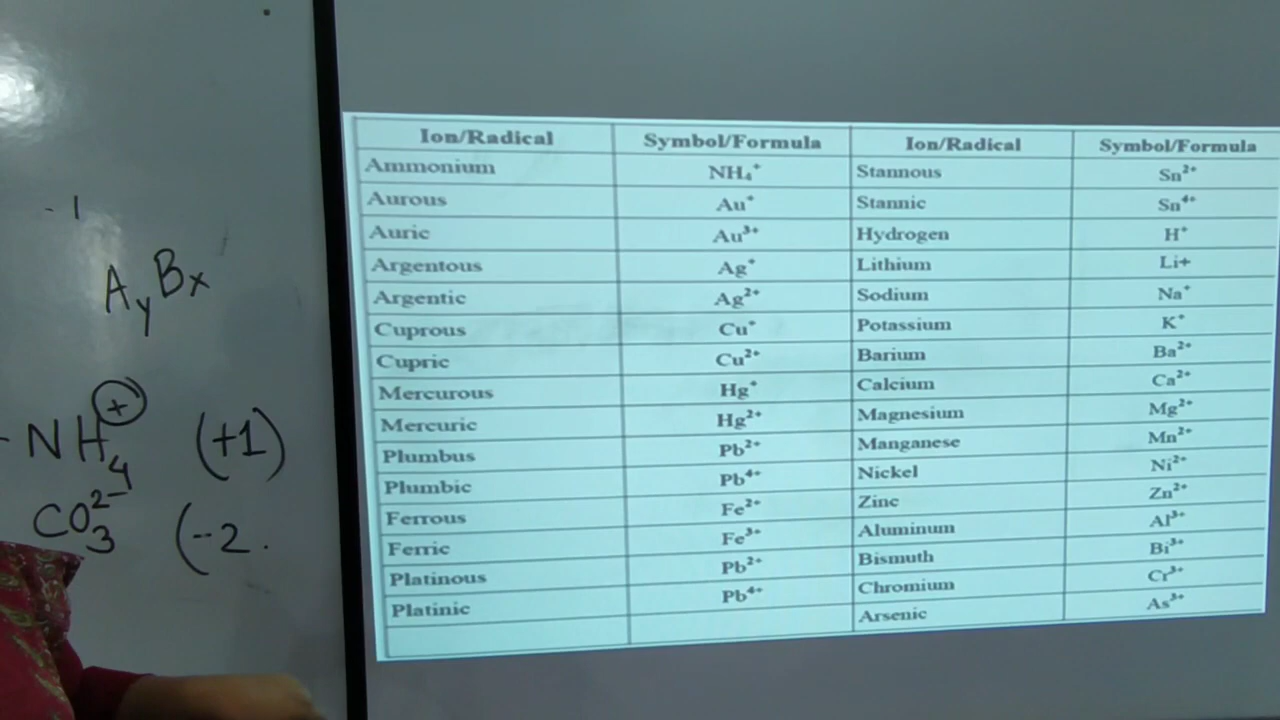 - 1
AyBx
- NH₄⁺ (+1)
CO₃²⁻ (-2.
Ion/Radical Symbol/Formula Ion/Radical Symbol/Formula
Ammonium NH₄⁺ Stannous Sn²⁺
Aurous Au⁺ Stannic Sn⁴⁺
Auric Au³⁺ Hydrogen H⁺
Argentous Ag⁺ Lithium Li+
Argentic Ag²⁺ Sodium Na⁺
Cuprous Cu⁺ Potassium K⁺
Cupric Cu²⁺ Barium Ba²⁺
Mercurous Hg⁺ Calcium Ca²⁺
Mercuric Hg²⁺ Magnesium Mg²⁺
Plumbus Pb²⁺ Manganese Mn²⁺
Plumbic Pb⁴⁺ Nickel Ni²⁺
Ferrous Fe²⁺ Zinc Zn²⁺
Ferric Fe³⁺ Aluminum Al³⁺
Platinous Pb²⁺ Bismuth Bi³⁺
Platinic Pb⁴⁺ Chromium Cr³⁺
Arsenic As³⁺